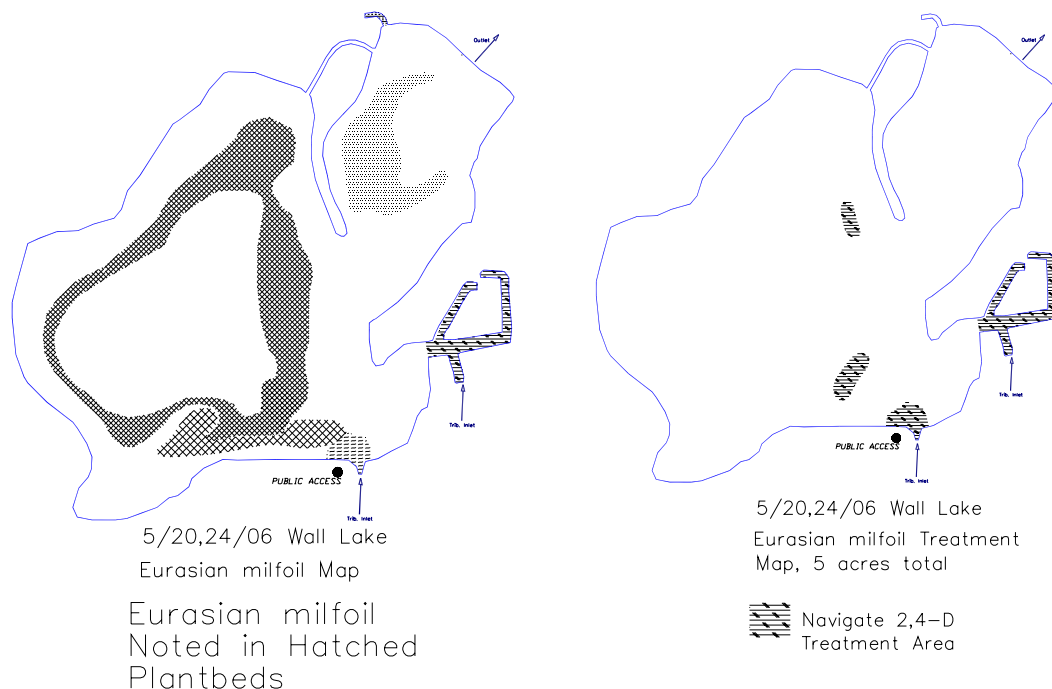 Outlet
Trib. Inlet
PUBLIC ACCESS
Trib. Inlet
5/20,24/06 Wall Lake
Eurasian milfoil Map
Eurasian milfoil
Noted in Hatched
Plantbeds
Outlet
Trib. Inlet
PUBLIC ACCESS
Trib. Inlet
5/20,24/06 Wall Lake
Eurasian milfoil Treatment
Map, 5 acres total
Navigate 2,4-D
Treatment Area